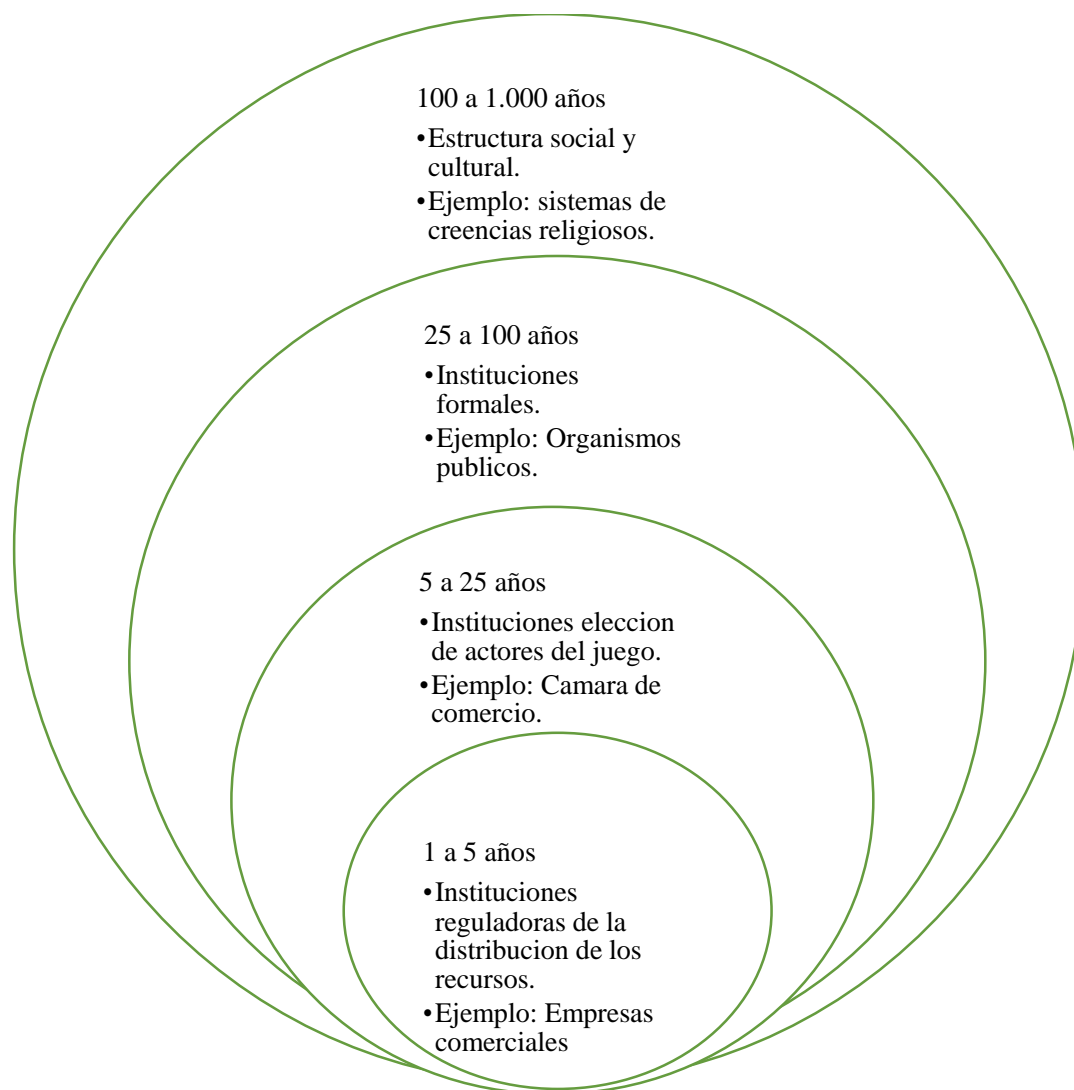 100 a 1.000 años
•Estructura social y
cultural.
•Ejemplo: sistemas de
creencias religiosos.
25 a 100 años
•Instituciones
formales.
•Ejemplo: Organismos
publicos.
5 a 25 años
•Instituciones eleccion
de actores del juego.
•Ejemplo: Camara de
comercio.
1 a 5 años
•Instituciones
reguladoras de la
distribucion de los
recursos.
•Ejemplo: Empresas
comerciales